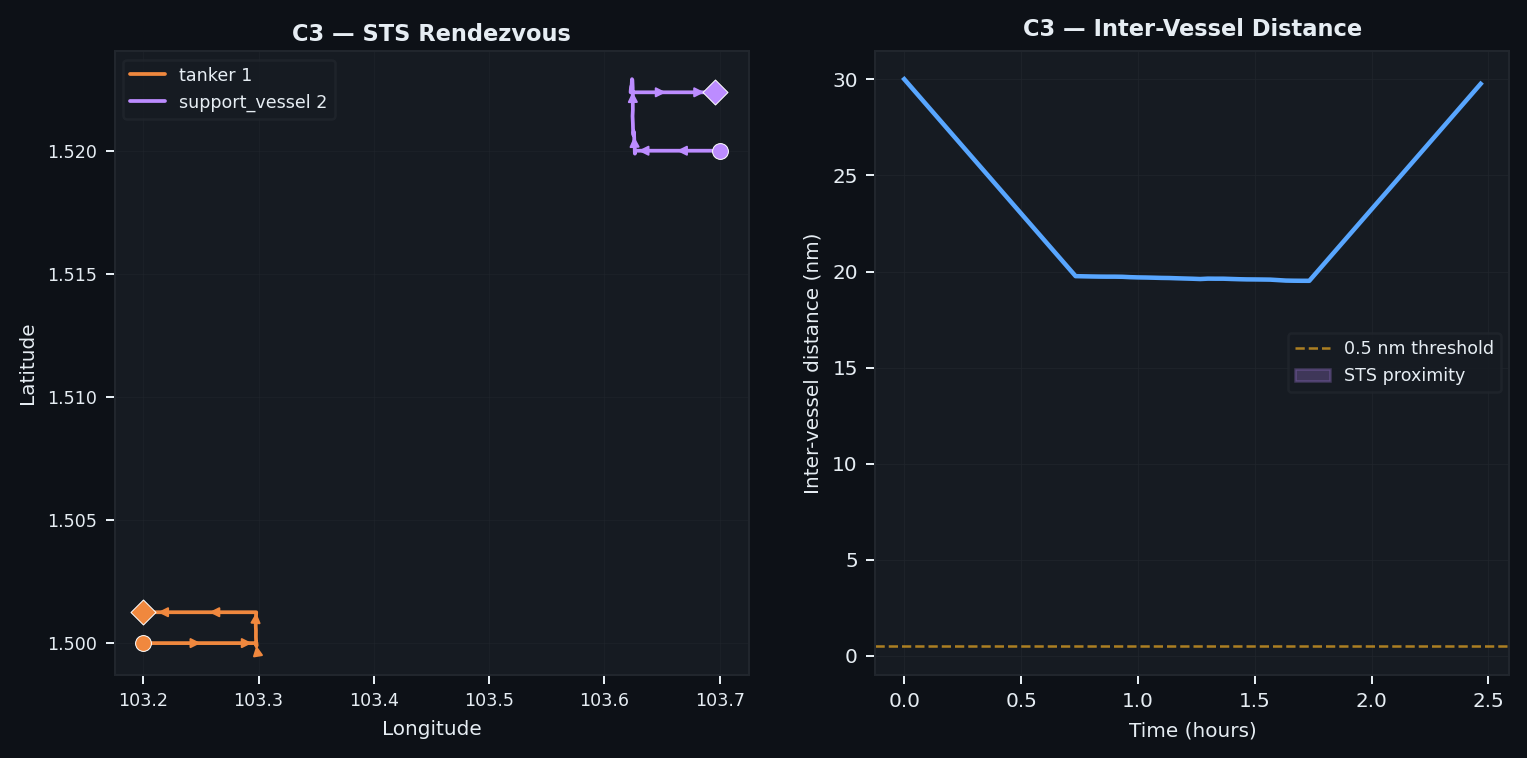 C3 — STS Rendezvous
tanker 1
support_vessel 2
1.520
1.515
1.510
1.505
1.500
Latitude
103.2
103.3
103.4
103.5
103.6
103.7
Longitude
C3 — Inter-Vessel Distance
30
25
20
15
10
5
0
Inter-vessel distance (nm)
0.5 nm threshold
STS proximity
0.0
0.5
1.0
1.5
2.0
2.5
Time (hours)